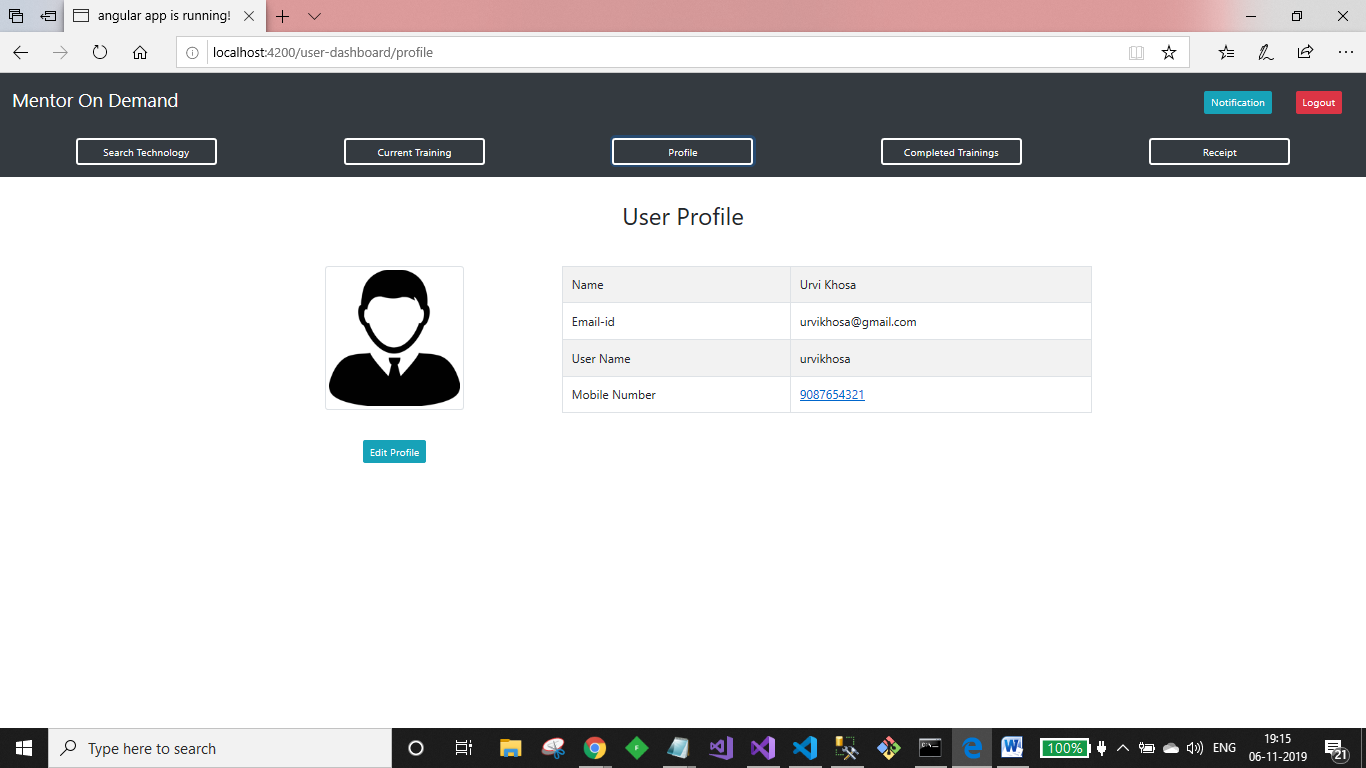 angular app is running!
localhost:4200/user-dashboard/profile
Mentor On Demand
Notification
Logout
Search Technology
Current Training
Profile
Completed Trainings
Receipt
User Profile
Name Urvi Khosa
Email-id urvikhosa@gmail.com
User Name urvikhosa
Mobile Number 9087654321
Edit Profile
Type here to search
100%
ENG
19:15
06-11-2019
21